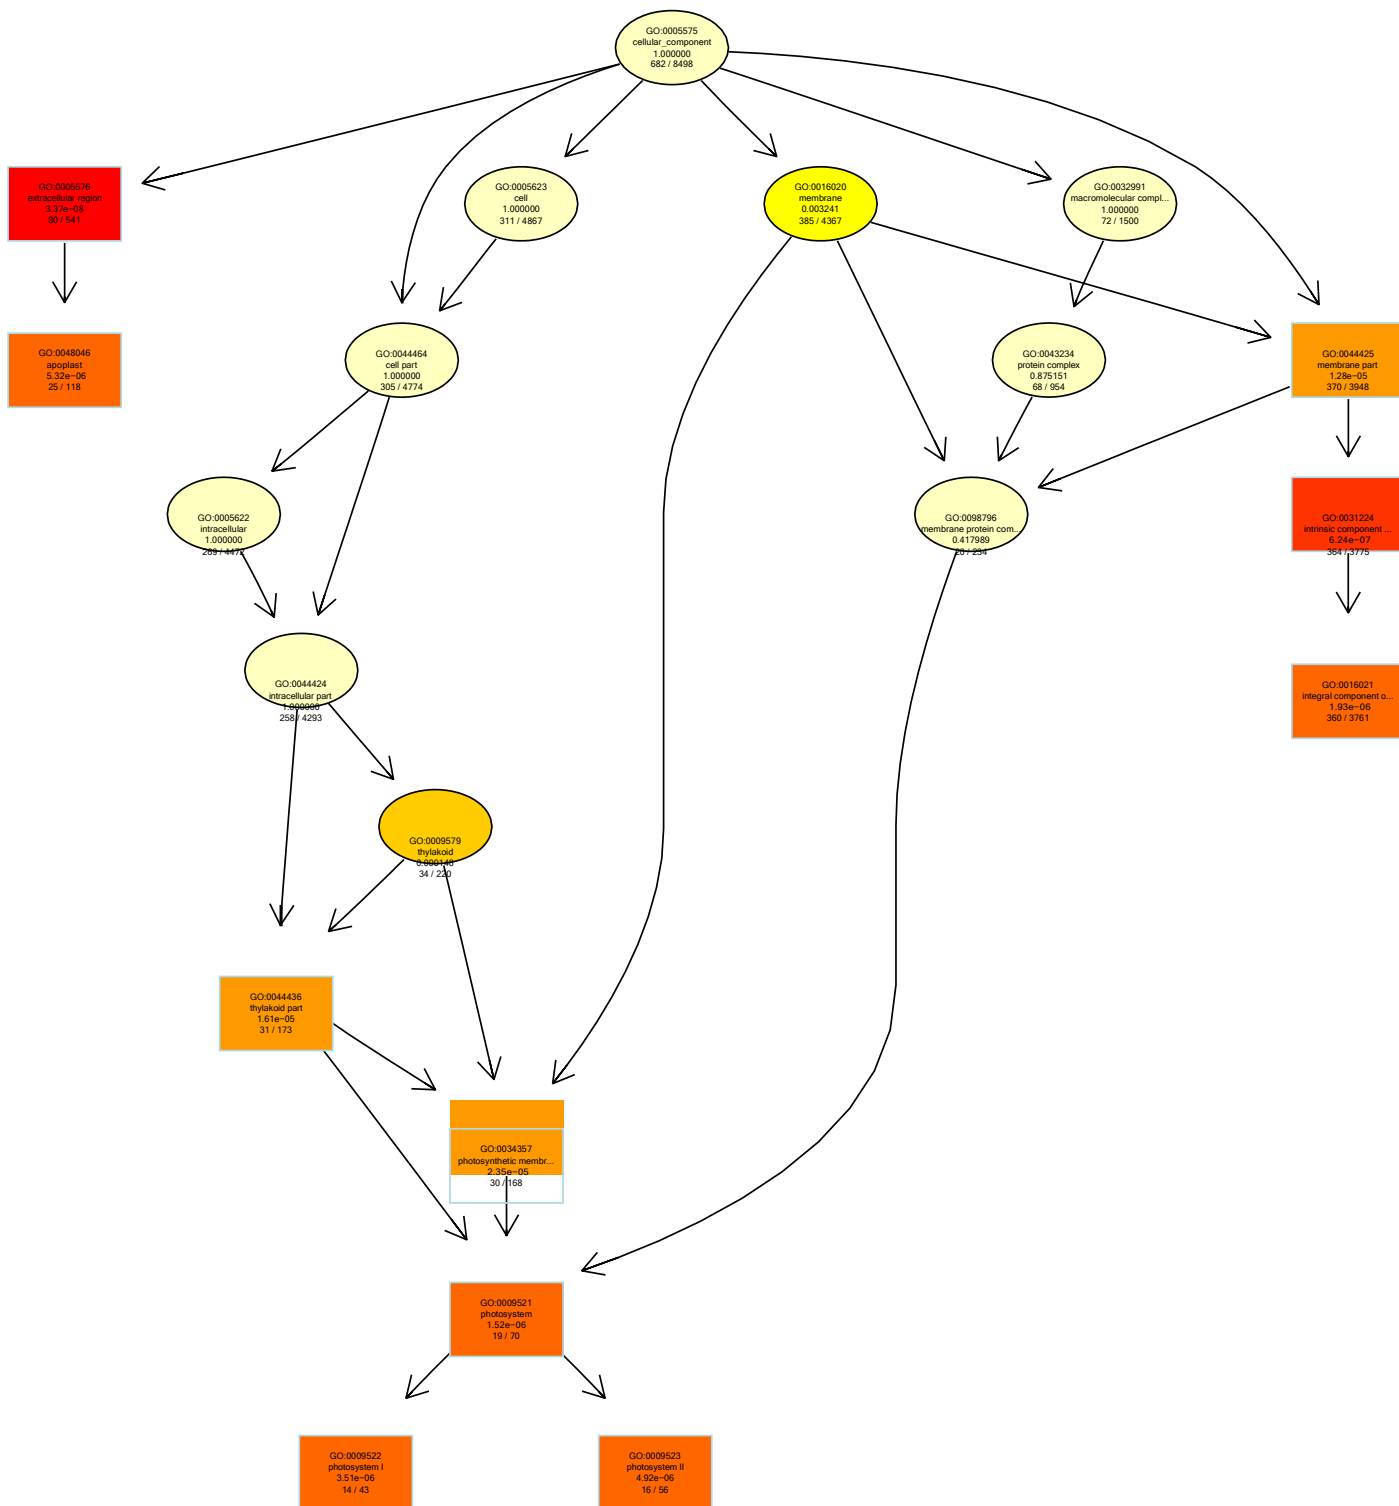 GO:0005575
cellular_component
1.000000
682 / 8498
GO:0005576
extracellular region
3.37e−08
80 / 541
GO:0005623
cell
1.000000
311 / 4867
GO:0016020
membrane
0.003241
385 / 4367
GO:0032991
macromolecular compl...
1.000000
72 / 1500
GO:0048046
apoplast
5.32e−06
25 / 118
GO:0044464
cell part
1.000000
305 / 4774
GO:0043234
protein complex
0.875151
68 / 954
GO:0044425
membrane part
1.28e−05
370 / 3948
GO:0005622
intracellular
1.000000
269 / 4472
GO:0098796
membrane protein com...
0.417989
20 / 234
GO:0031224
intrinsic component ...
6.24e−07
364 / 3775
GO:0044424
intracellular part
1.000000
258 / 4293
GO:0016021
integral component o...
1.93e−06
360 / 3761
GO:0009579
thylakoid
0.000146
34 / 220
GO:0044436
thylakoid part
1.61e−05
31 / 173
GO:0034357
photosynthetic membr...
2.35e−05
30 / 168
GO:0009521
photosystem
1.52e−06
19 / 70
GO:0009522
photosystem I
3.51e−06
14 / 43
GO:0009523
photosystem II
4.92e−06
16 / 56